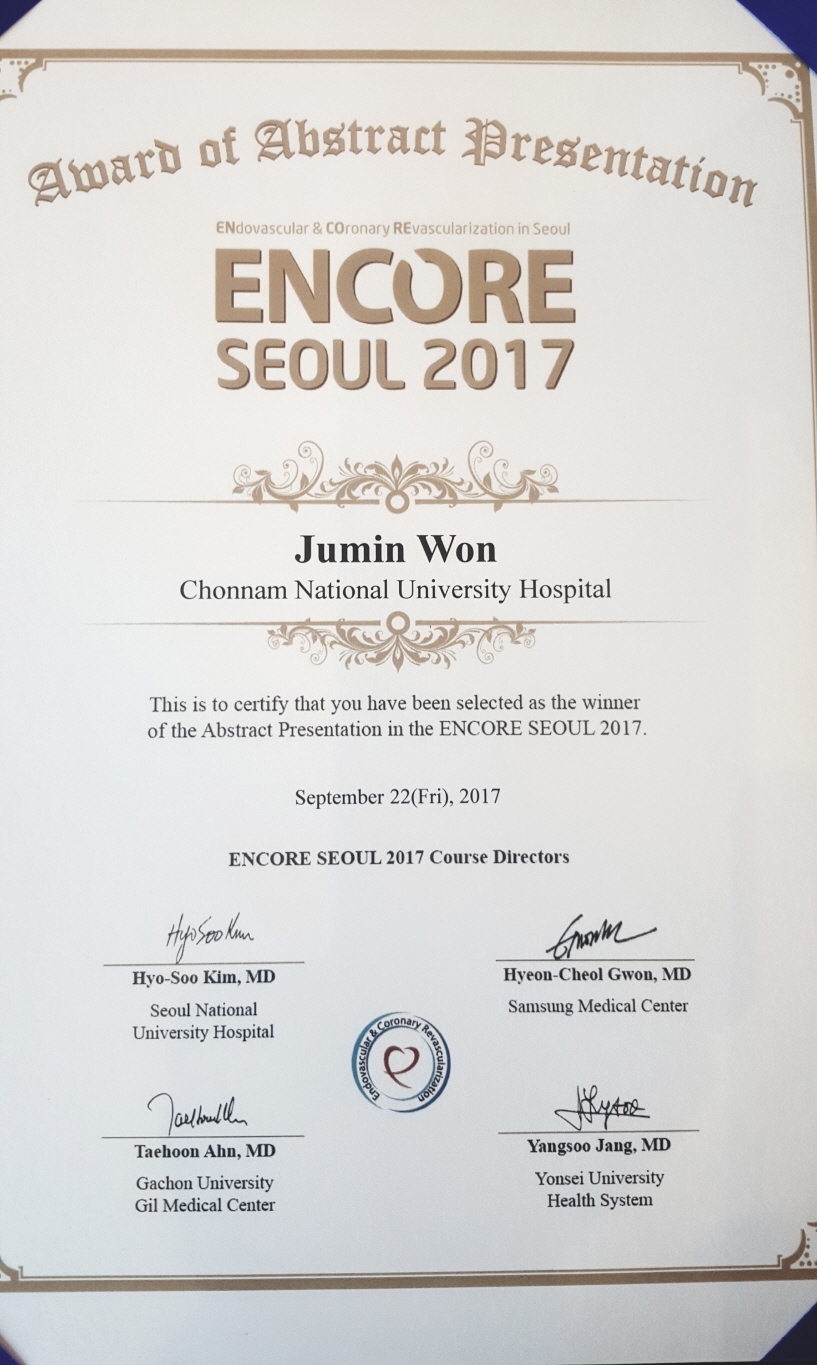 Award of Abstract Presentation
ENdovascular & COronary REvascularization in Seoul
ENCORE
SEOUL 2017
Jumin Won
Chonnam National University Hospital
This is to certify that you have been selected as the winner
of the Abstract Presentation in the ENCORE SEOUL 2017.
September 22(Fri), 2017
ENCORE SEOUL 2017 Course Directors
HyoSoo Kim
Hyo-Soo Kim, MD
Seoul National
University Hospital
Hyeon-Cheol Gwon, MD
Samsung Medical Center
Endovascular & Coronary Revascularization
Taehoon Ahn, MD
Gachon University
Gil Medical Center
Yangsoo Jang, MD
Yonsei University
Health System